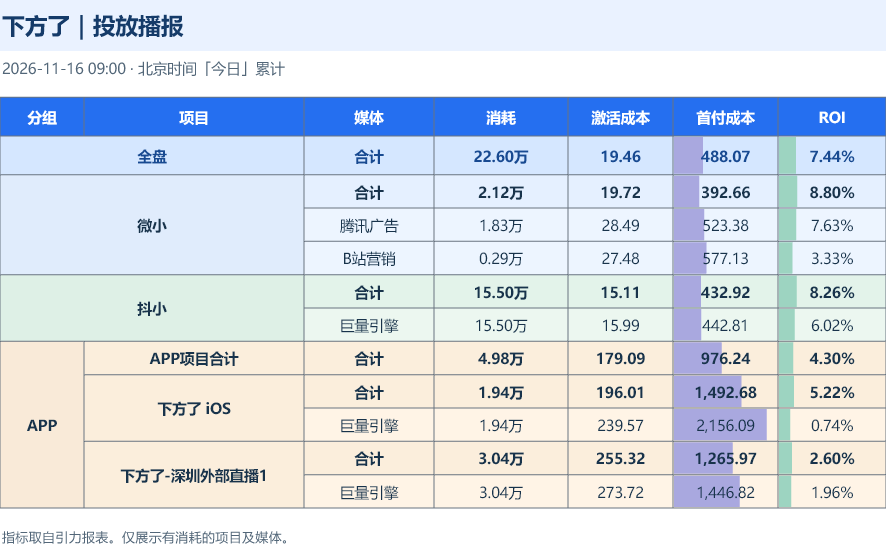 下方了｜投放播报
2026-11-16 09:00 · 北京时间「今日」累计
分组 项目 媒体 消耗 激活成本 首付成本 ROI
全盘 合计 22.60万 19.46 488.07 7.44%
微小 合计 2.12万 19.72 392.66 8.80%
腾讯广告 1.83万 28.49 523.38 7.63%
B站营销 0.29万 27.48 577.13 3.33%
抖小 合计 15.50万 15.11 432.92 8.26%
巨量引擎 15.50万 15.99 442.81 6.02%
APP APP项目合计 合计 4.98万 179.09 976.24 4.30%
下方了 iOS 合计 1.94万 196.01 1,492.68 5.22%
巨量引擎 1.94万 239.57 2,156.09 0.74%
下方了-深圳外部直播1 合计 3.04万 255.32 1,265.97 2.60%
巨量引擎 3.04万 273.72 1,446.82 1.96%
指标取自引力报表。仅展示有消耗的项目及媒体。